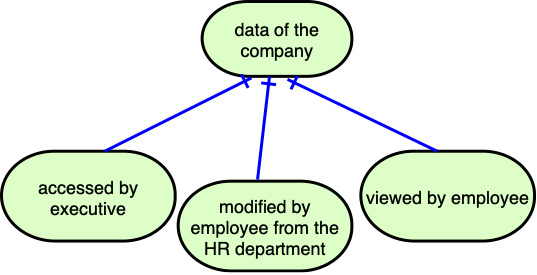 data of the
company
accessed by
executive
modified by
employee from the
HR department
viewed by employee